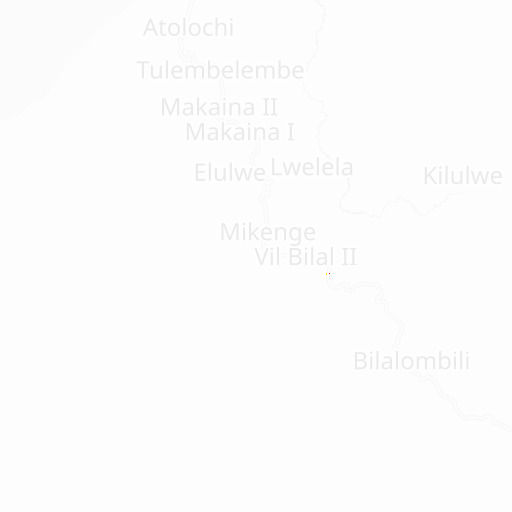 Atolochi
Tulembelembe
Makaina II
Makaina I
Lwelela
Elulwe
Kilulwe
Mikenge
Vil Bilal II
Bilalombili